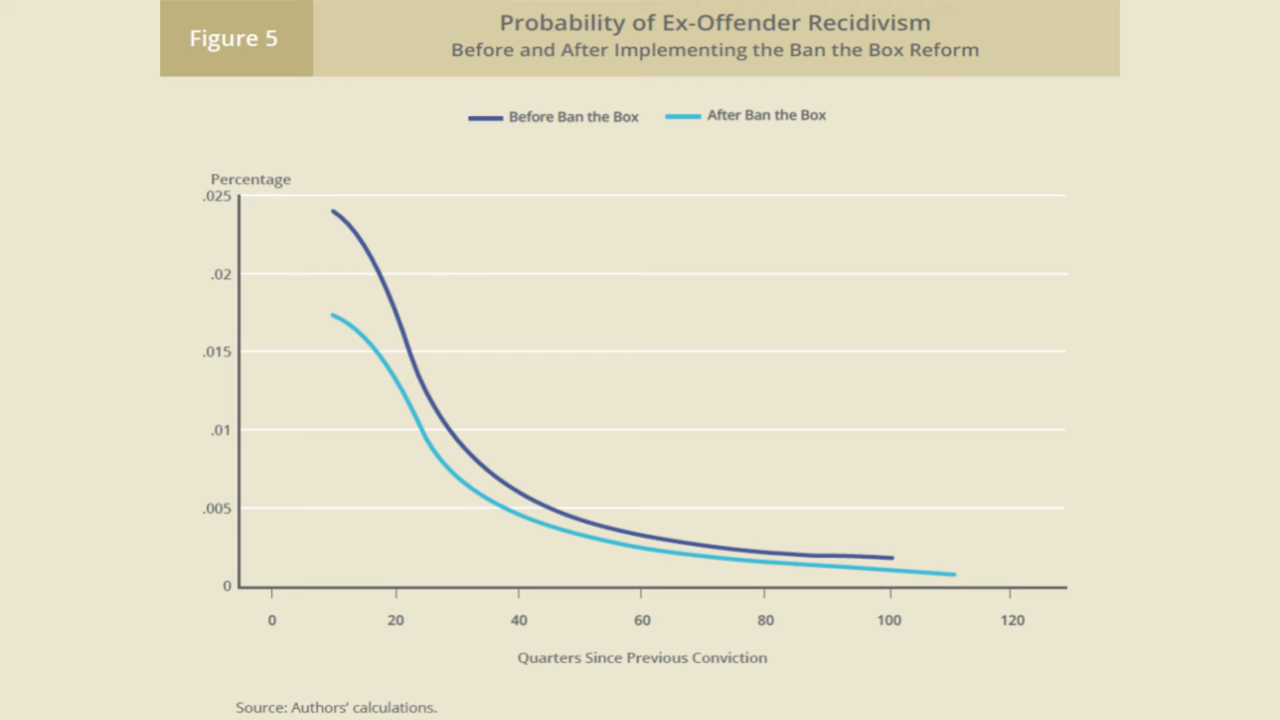 Figure 5
Probability of Ex-Offender Recidivism
Before and After Implementing the Ban the Box Reform
Before Ban the Box
After Ban the Box
Percentage
.025
.02
.015
.01
.005
0
0 20 40 60 80 100 120
Quarters Since Previous Conviction
Source: Authors’ calculations.